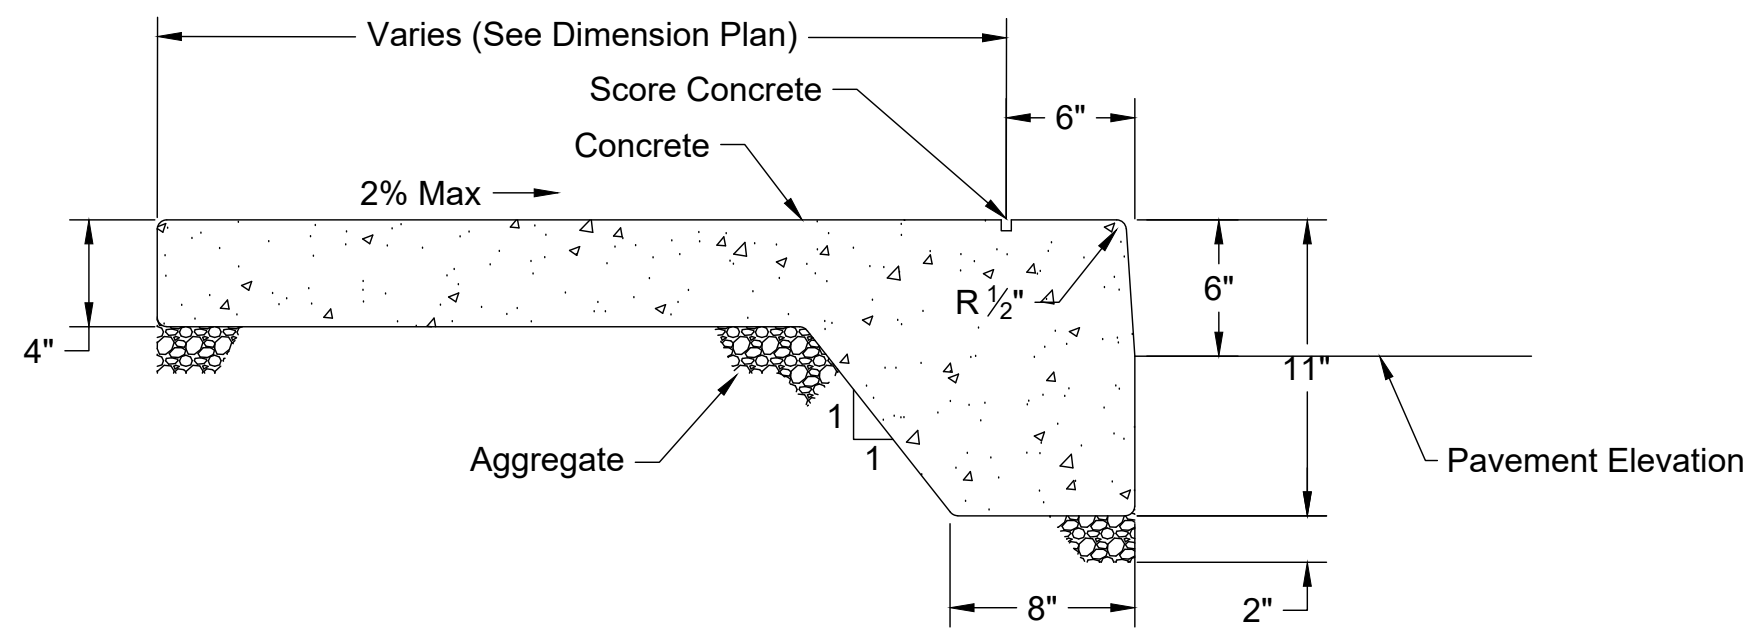 Varies (See Dimension Plan)
Score Concrete
6"
Concrete
2% Max
R ½"
6"
4"
11"
1
1
Aggregate
Pavement Elevation
8"
2"